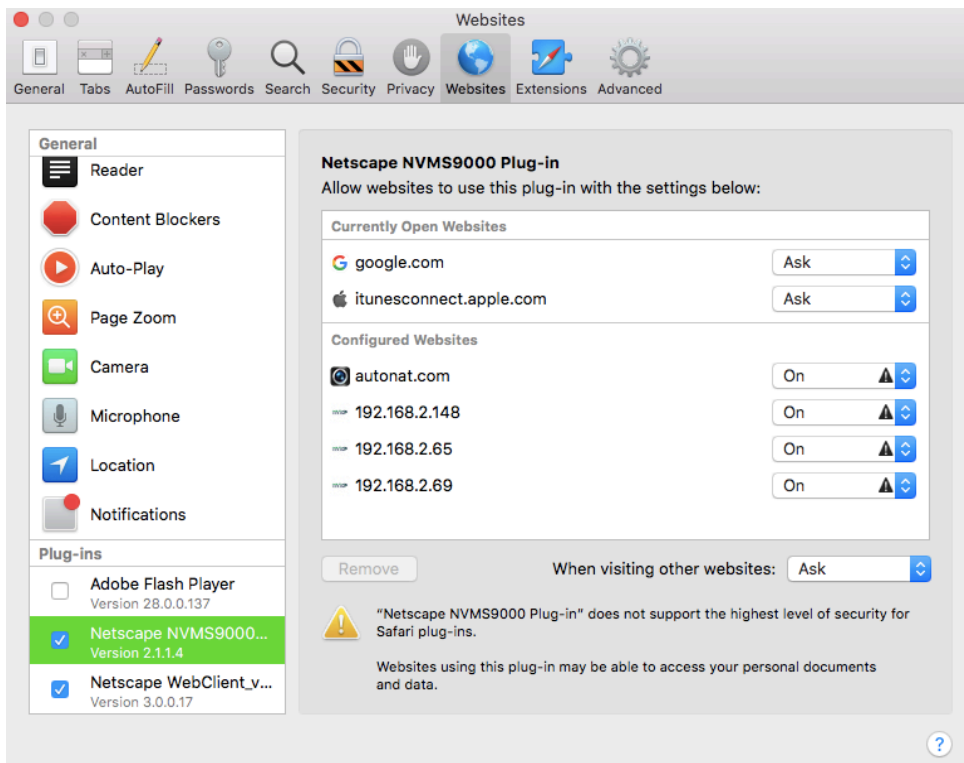 Websites
General Tabs AutoFill Passwords Search Security Privacy Websites Extensions Advanced
General
Reader
Content Blockers
Auto-Play
Page Zoom
Camera
Microphone
Location
Notifications
Plug-ins
Adobe Flash Player
Version 28.0.0.137
Netscape NVMS9000...
Version 2.1.1.4
Netscape WebClient_v...
Version 3.0.0.17
Netscape NVMS9000 Plug-in
Allow websites to use this plug-in with the settings below:
Currently Open Websites
google.com Ask
itunesconnect.apple.com Ask
Configured Websites
autonat.com On
192.168.2.148 On
192.168.2.65 On
192.168.2.69 On
Remove When visiting other websites: Ask
"Netscape NVMS9000 Plug-in" does not support the highest level of security for
Safari plug-ins.
Websites using this plug-in may be able to access your personal documents
and data.
?